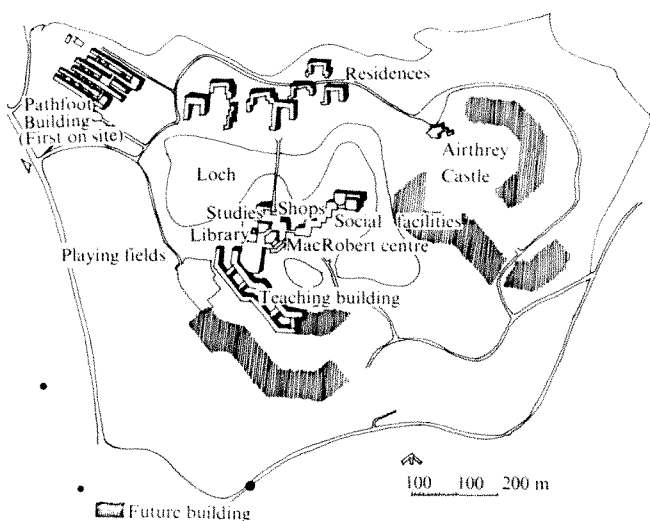 Residences
Pathfoot
Building
(First on site)
Airthrey
Castle
Loch
Studies Shops
Social facilities
Library
MacRobert centre
Playing fields
Teaching building
100 100 200 m
Future building